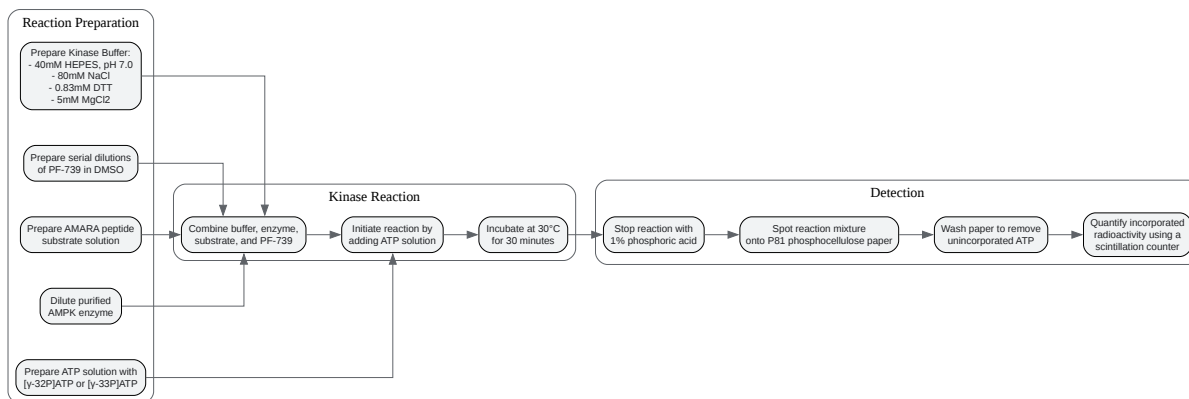 Reaction Preparation
Prepare Kinase Buffer:
- 40mM HEPES, pH 7.0
- 80mM NaCl
- 0.83mM DTT
- 5mM MgCl2
Prepare serial dilutions
of PF-739 in DMSO
Prepare AMARA peptide
substrate solution
Dilute purified
AMPK enzyme
Prepare ATP solution with
[γ-32P]ATP or [γ-33P]ATP
Kinase Reaction
Combine buffer, enzyme,
substrate, and PF-739
Initiate reaction by
adding ATP solution
Incubate at 30°C
for 30 minutes
Detection
Stop reaction with
1% phosphoric acid
Spot reaction mixture
onto P81 phosphocellulose paper
Wash paper to remove
unincorporated ATP
Quantify incorporated
radioactivity using a
scintillation counter